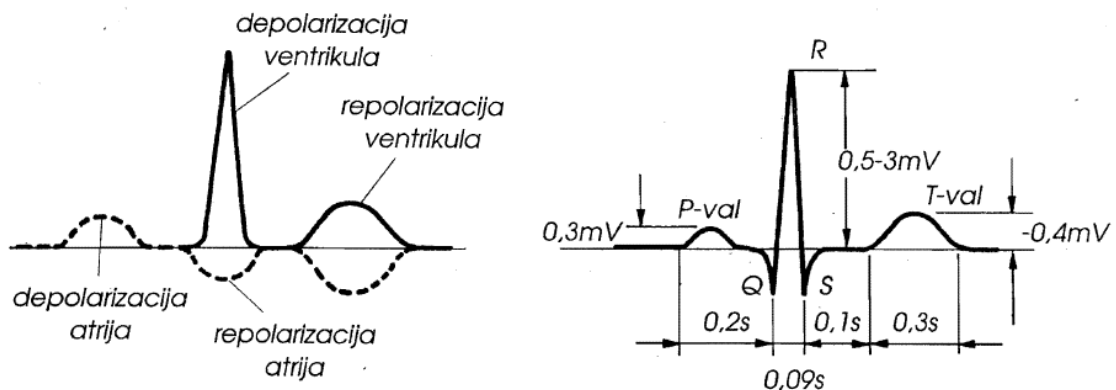 depolarizacija
ventrikula
repolarizacija
ventrikula
depolarizacija
atrija
repolarizacija
atrija
R
0,5-3mV
P-val
T-val
0,3mV
-0,4mV
Q
S
0,2s
0,1s
0,3s
0,09s